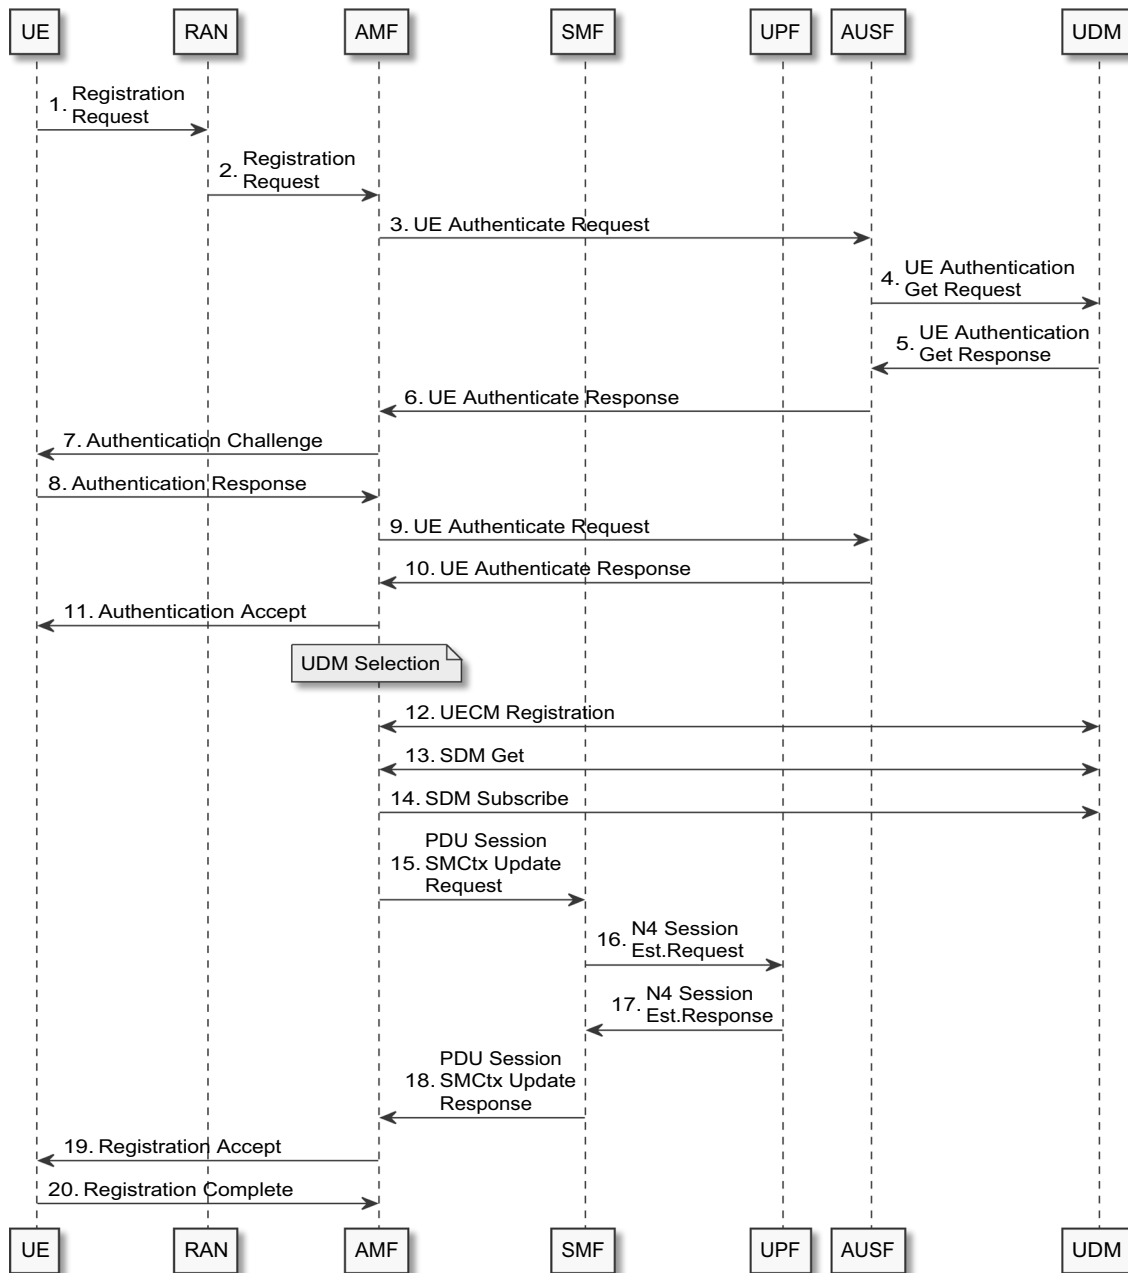 UE RAN AMF SMF UPF AUSF UDM
Registration
1. Request
Registration
2. Request
3. UE Authenticate Request
UE Authentication
4. Get Request
UE Authentication
5. Get Response
6. UE Authenticate Response
7. Authentication Challenge
8. Authentication Response
9. UE Authenticate Request
10. UE Authenticate Response
11. Authentication Accept
UDM Selection
12. UECM Registration
13. SDM Get
14. SDM Subscribe
PDU Session
15. SMCtx Update
Request
N4 Session
16. Est.Request
N4 Session
17. Est.Response
PDU Session
18. SMCtx Update
Response
19. Registration Accept
20. Registration Complete
UE RAN AMF SMF UPF AUSF UDM